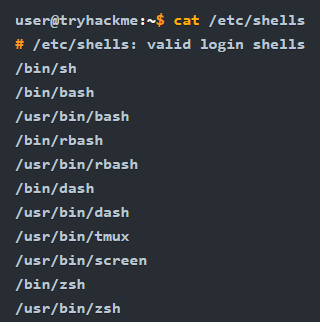 user@tryhackme:~$ cat /etc/shells
# /etc/shells: valid login shells
/bin/sh
/bin/bash
/usr/bin/bash
/bin/rbash
/usr/bin/rbash
/bin/dash
/usr/bin/dash
/usr/bin/tmux
/usr/bin/screen
/bin/zsh
/usr/bin/zsh